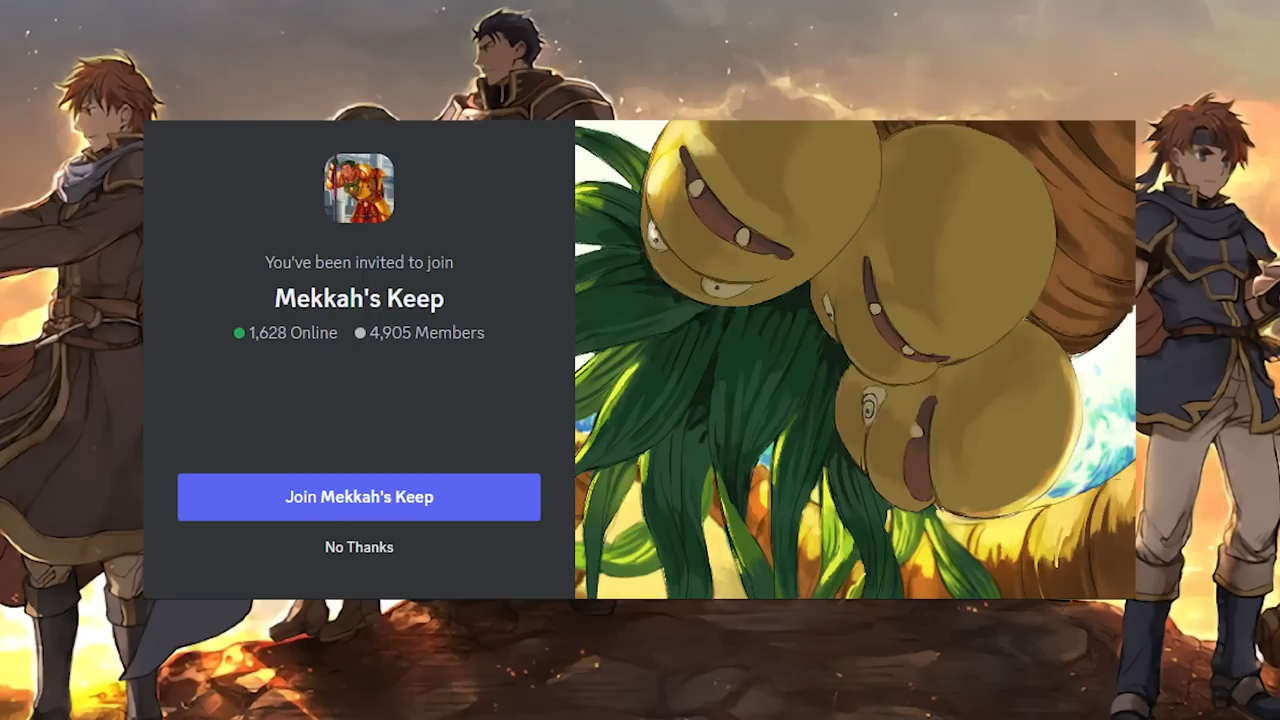 You've been invited to join
Mekkah's Keep
1,628 Online 4,905 Members
Join Mekkah's Keep
No Thanks